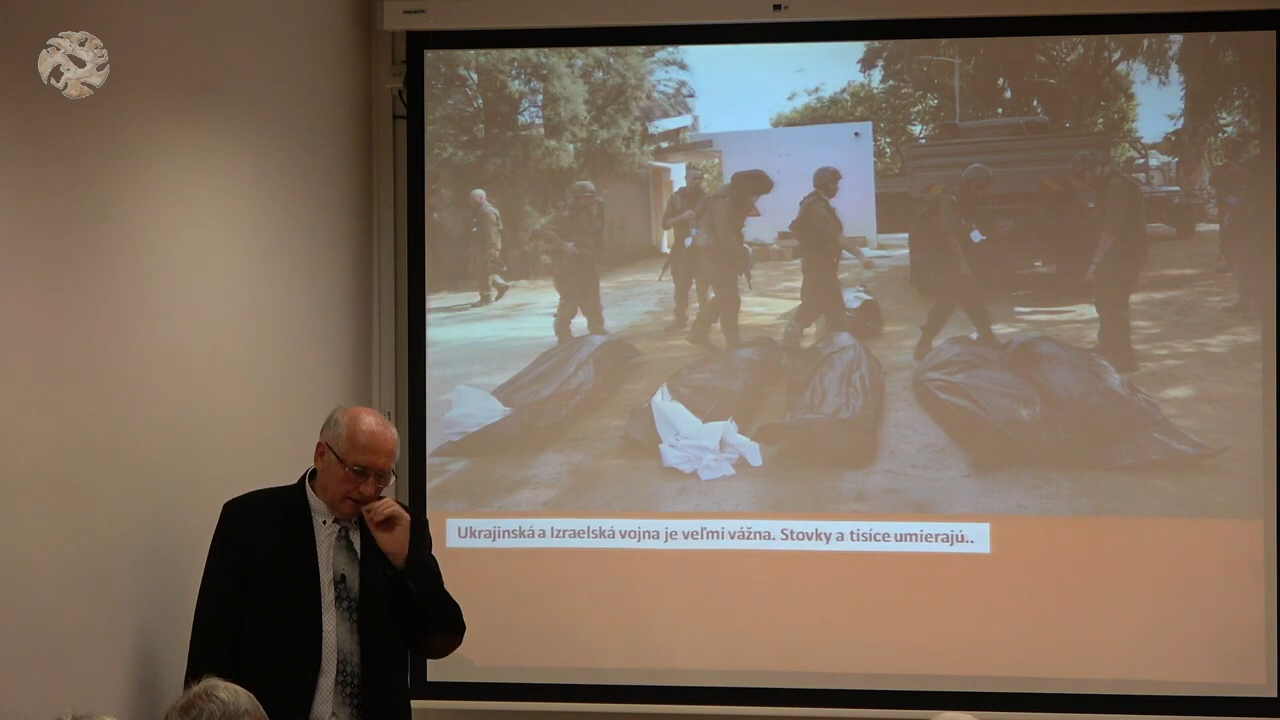 Ukrajinská a Izraelská vojna je veľmi vážna. Stovky a tisíce umierajú..